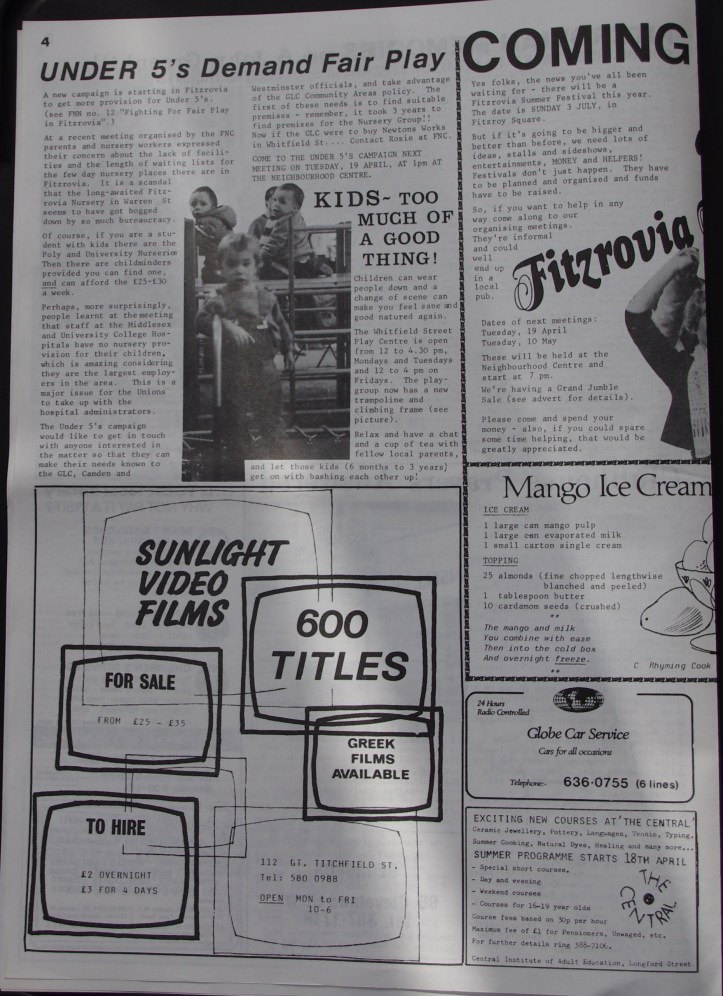 4
UNDER 5's Demand Fair Play
A new campaign is starting in Fitzrovia
to get more provision for Under 5's.
(see FNN no. 12 "Fighting For Fair Play
in Fitzrovia".)
At a recent meeting organised by the FNC
parents and nursery workers expressed
their concern about the lack of facili-
ties and the length of waiting lists for
the few day nursery places there are in
Fitzrovia. It is a scandal
that the long-awaited Fitz-
rovia Nursery in Warren St
seems to have got bogged
down by so much bureaucracy.
Of course, if you are a stu-
dent with kids there are the
Poly and University Nurseries
Then there are childminders
provided you can find one,
and can afford the £25-£30
a week.
Perhaps, more surprisingly,
people learnt at the meeting
that staff at the Middlesex
and University College Hos-
pitals have no nursery pro-
vision for their children,
which is amazing considering
they are the largest employ-
ers in the area. This is a
major issue for the Unions
to take up with the
hospital administrators.
The Under 5's campaign
would like to get in touch
with anyone interested in
the matter so that they can
make their needs known to
the GLC, Camden and
Westminster officials, and take advantage
of the GLC Community Areas policy. The
first of these needs is to find suitable
premises - remember, it took 3 years to
find premises for the Nursery Group!!
Now if the GLC were to buy Newtons Works
in Whitfield St.... Contact Rosie at FNC.
COME TO THE UNDER 5'S CAMPAIGN NEXT
MEETING ON TUESDAY, 19 APRIL, AT 1pm AT
THE NEIGHBOURHOOD CENTRE.
KIDS - TOO
MUCH OF
A GOOD
THING!
Children can wear
people down and a
change of scene can
make you feel sane and
good natured again.
The Whitfield Street
Play Centre is open
from 12 to 4.30 pm,
Mondays and Tuesdays
and 12 to 4 pm on
Fridays. The play-
group now has a new
trampoline and
climbing frame (see
picture).
Relax and have a chat
and a cup of tea with
fellow local parents,
and let those kids (6 months to 3 years)
get on with bashing each other up!
COMING
Yes folks, the news you've all been
waiting for - there will be a
Fitzrovia Summer Festival this year.
The date is SUNDAY 3 JULY, in
Fitzroy Square.
But if it's going to be bigger and
better than before, we need lots of
ideas, stalls and sideshows,
entertainments, MONEY and HELPERS!
Festivals don't just happen. They have
to be planned and organised and funds
have to be raised.
So, if you want to help in any
way come along to our
organising meetings.
They're informal
and could
well
end up
in a
local
pub.
Fitzrovia
Dates of next meetings:
Tuesday, 19 April
Tuesday, 10 May
These will be held at the
Neighbourhood Centre and
start at 7 pm.
We're having a Grand Jumble
Sale (see advert for details).
Please come and spend your
money - also, if you could spare
some time helping, that would be
greatly appreciated.
Mango Ice Cream
ICE CREAM
1 large can mango pulp
1 large can evaporated milk
1 small carton single cream
TOPPING
25 almonds (fine chopped lengthwise
blanched and peeled)
1 tablespoon butter
10 cardamom seeds (crushed)
**
The mango and milk
You combine with ease
Then into the cold box
And overnight freeze.
**
C Rhyming Cook
24 Hours
Radio Controlled
Globe Car Service
Cars for all occasions
Telephone:- 636·0755 (6 lines)
EXCITING NEW COURSES AT 'THE CENTRAL'
Ceramic Jewellery, Pottery, Languages, Tennis, Typing,
Summer Cooking, Natural Dyes, Healing and many more...
SUMMER PROGRAMME STARTS 18TH APRIL
- Special short courses.
- Day and evening
- Weekend courses
- Courses for 16-19 year olds
Course fees based on 30p per hour
Maximum fee of £1 for Pensioners, Unwaged, etc.
For further details ring 388-7106.
Central Institute of Adult Education, Longford Street
THE
CENTRAL
SUNLIGHT
VIDEO
FILMS
600
TITLES
FOR SALE
FROM £25 - £35
GREEK
FILMS
AVAILABLE
TO HIRE
£2 OVERNIGHT
£3 FOR 4 DAYS
112 GT. TITCHFIELD ST.
Tel: 580 0988
OPEN MON to FRI
10-6